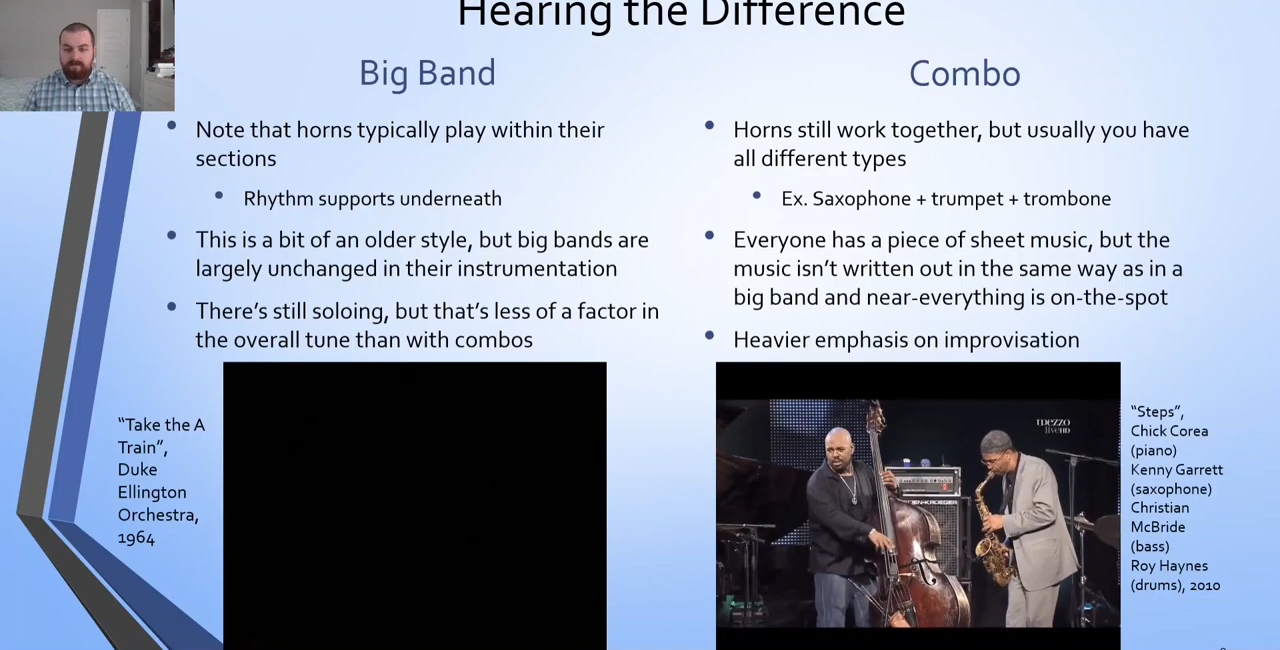 Hearing the Difference
Big Band
Note that horns typically play within their
sections
Rhythm supports underneath
This is a bit of an older style, but big bands are
largely unchanged in their instrumentation
There's still soloing, but that's less of a factor in
the overall tune than with combos
"Take the A
Train",
Duke
Ellington
Orchestra,
1964
Combo
Horns still work together, but usually you have
all different types
Ex. Saxophone + trumpet + trombone
Everyone has a piece of sheet music, but the
music isn't written out in the same way as in a
big band and near-everything is on-the-spot
Heavier emphasis on improvisation
mezzo
liveHD
"Steps",
Chick Corea
(piano)
Kenny Garrett
(saxophone)
Christian
McBride
(bass)
Roy Haynes
(drums), 2010